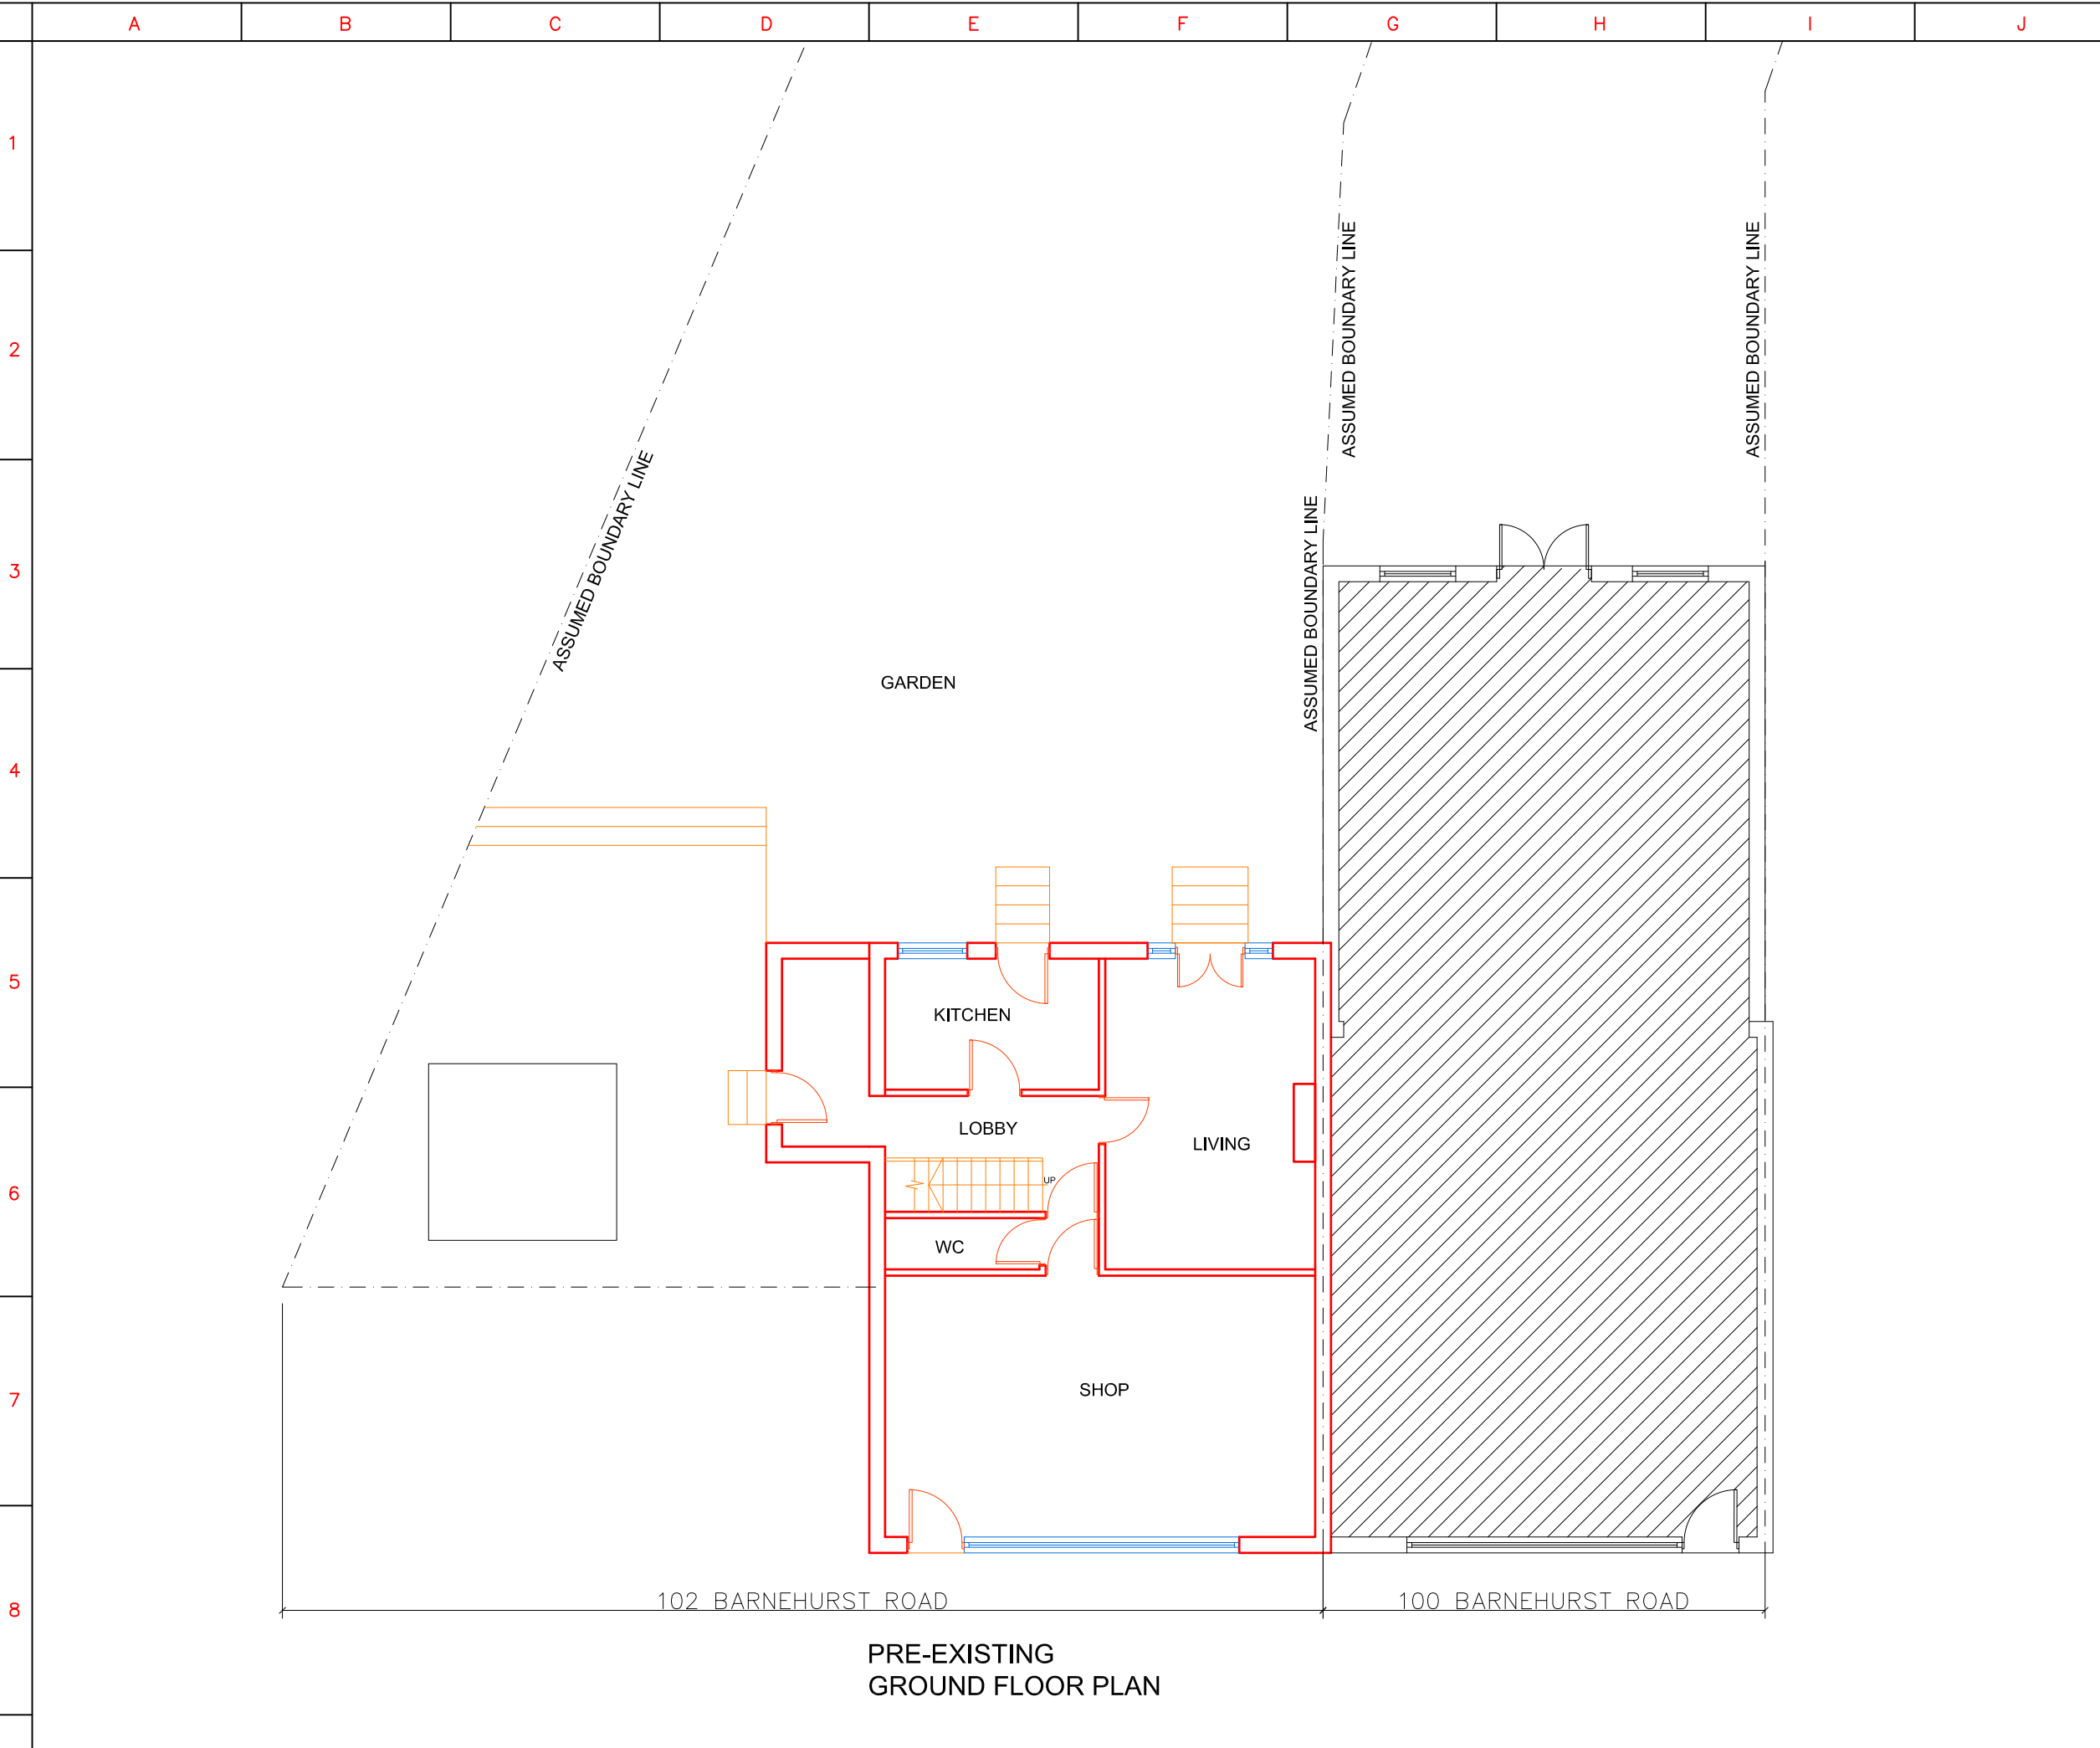 A B C D E F G H I J
1
2
3
4
5
6
7
8
ASSUMED BOUNDARY LINE
ASSUMED BOUNDARY LINE
ASSUMED BOUNDARY LINE
ASSUMED BOUNDARY LINE
GARDEN
KITCHEN
LOBBY
LIVING
UP
WC
SHOP
102 BARNEHURST ROAD
100 BARNEHURST ROAD
PRE-EXISTING
GROUND FLOOR PLAN